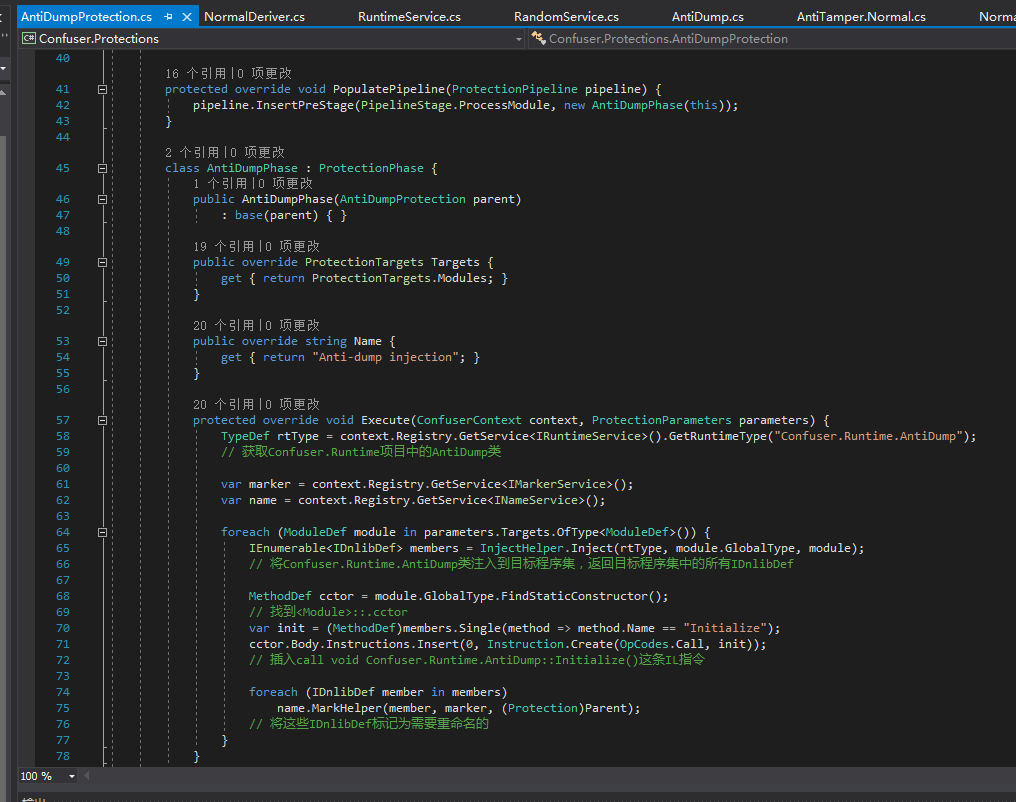 AntiDumpProtection.cs NormalDeriver.cs RuntimeService.cs RandomService.cs AntiDump.cs AntiTamper.Normal.cs Norma
C# Confuser.Protections Confuser.Protections.AntiDumpProtection
40
16 个引用|0 项更改
41 protected override void PopulatePipeline(ProtectionPipeline pipeline) {
42 pipeline.InsertPreStage(PipelineStage.ProcessModule, new AntiDumpPhase(this));
43 }
44
2 个引用|0 项更改
45 class AntiDumpPhase : ProtectionPhase {
1 个引用|0 项更改
46 public AntiDumpPhase(AntiDumpProtection parent)
47 : base(parent) { }
48
19 个引用|0 项更改
49 public override ProtectionTargets Targets {
50 get { return ProtectionTargets.Modules; }
51 }
52
20 个引用|0 项更改
53 public override string Name {
54 get { return "Anti-dump injection"; }
55 }
56
20 个引用|0 项更改
57 protected override void Execute(ConfuserContext context, ProtectionParameters parameters) {
58 TypeDef rtType = context.Registry.GetService<IRuntimeService>().GetRuntimeType("Confuser.Runtime.AntiDump");
59 // 获取Confuser.Runtime项目中的AntiDump类
60
61 var marker = context.Registry.GetService<IMarkerService>();
62 var name = context.Registry.GetService<INameService>();
63
64 foreach (ModuleDef module in parameters.Targets.OfType<ModuleDef>()) {
65 IEnumerable<IDnlibDef> members = InjectHelper.Inject(rtType, module.GlobalType, module);
66 // 将Confuser.Runtime.AntiDump类注入到目标程序集，返回目标程序集中的所有IDnlibDef
67
68 MethodDef cctor = module.GlobalType.FindStaticConstructor();
69 // 找到<Module>::.cctor
70 var init = (MethodDef)members.Single(method => method.Name == "Initialize");
71 cctor.Body.Instructions.Insert(0, Instruction.Create(OpCodes.Call, init));
72 // 插入call void Confuser.Runtime.AntiDump::Initialize()这条IL指令
73
74 foreach (IDnlibDef member in members)
75 name.MarkHelper(member, marker, (Protection)Parent);
76 // 将这些IDnlibDef标记为需要重命名的
77 }
78 }
100 %